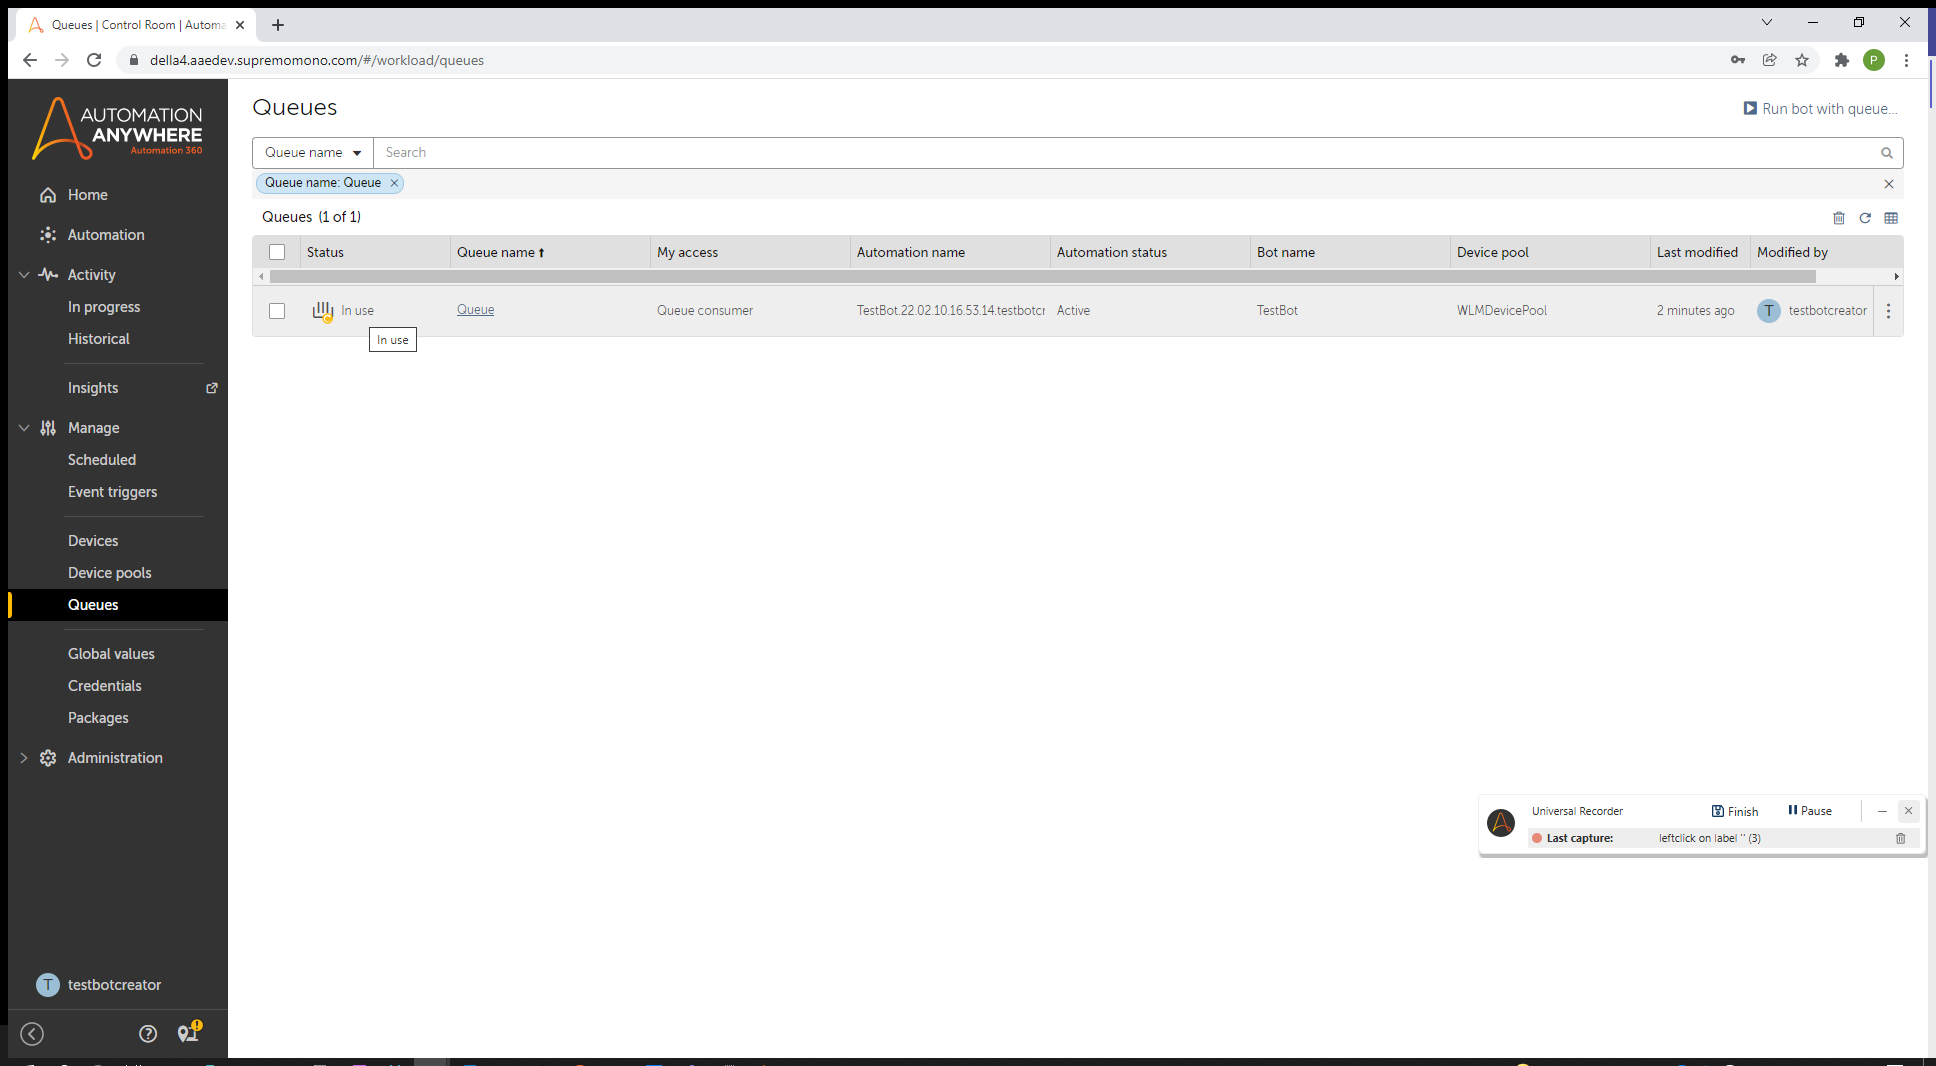 Queues | Control Room | Automa
della4.aaedev.supremomono.com/#/workload/queues
P
AUTOMATION
ANYWHERE
Automation 360
Home
Automation
Activity
In progress
Historical
Insights
Manage
Scheduled
Event triggers
Devices
Device pools
Queues
Global values
Credentials
Packages
Administration
T testbotcreator
Queues
Run bot with queue...
Queue name Search
Queue name: Queue
Queues (1 of 1)
Status Queue name My access Automation name Automation status Bot name Device pool Last modified Modified by
In use Queue Queue consumer TestBot.22.02.10.16.53.14.testbotcr Active TestBot WLMDevicePool 2 minutes ago T testbotcreator
In use
Universal Recorder Finish Pause
Last capture: leftclick on label '' (3)